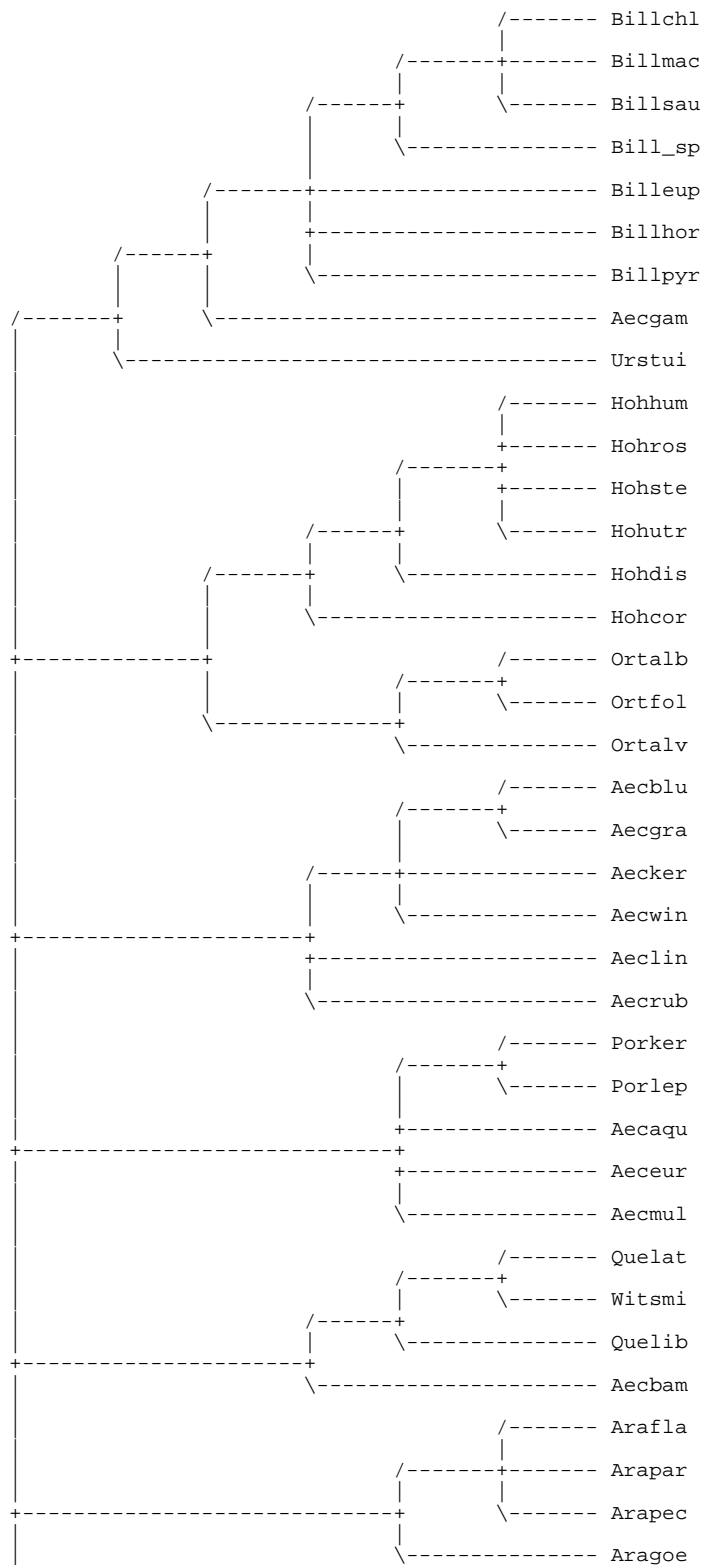 Billchl
Billmac
Billsau
Bill_sp
Billeup
Billhor
Billpyr
Aecgam
Urstui
Hohhum
Hohros
Hohste
Hohutr
Hohdis
Hohcor
Ortalb
Ortfol
Ortalv
Aecblu
Aecgra
Aecker
Aecwin
Aeclin
Aecrub
Porker
Porlep
Aecaqu
Aeceur
Aecmul
Quelat
Witsmi
Quelib
Aecbam
Arafla
Arapar
Arapec
Aragoe